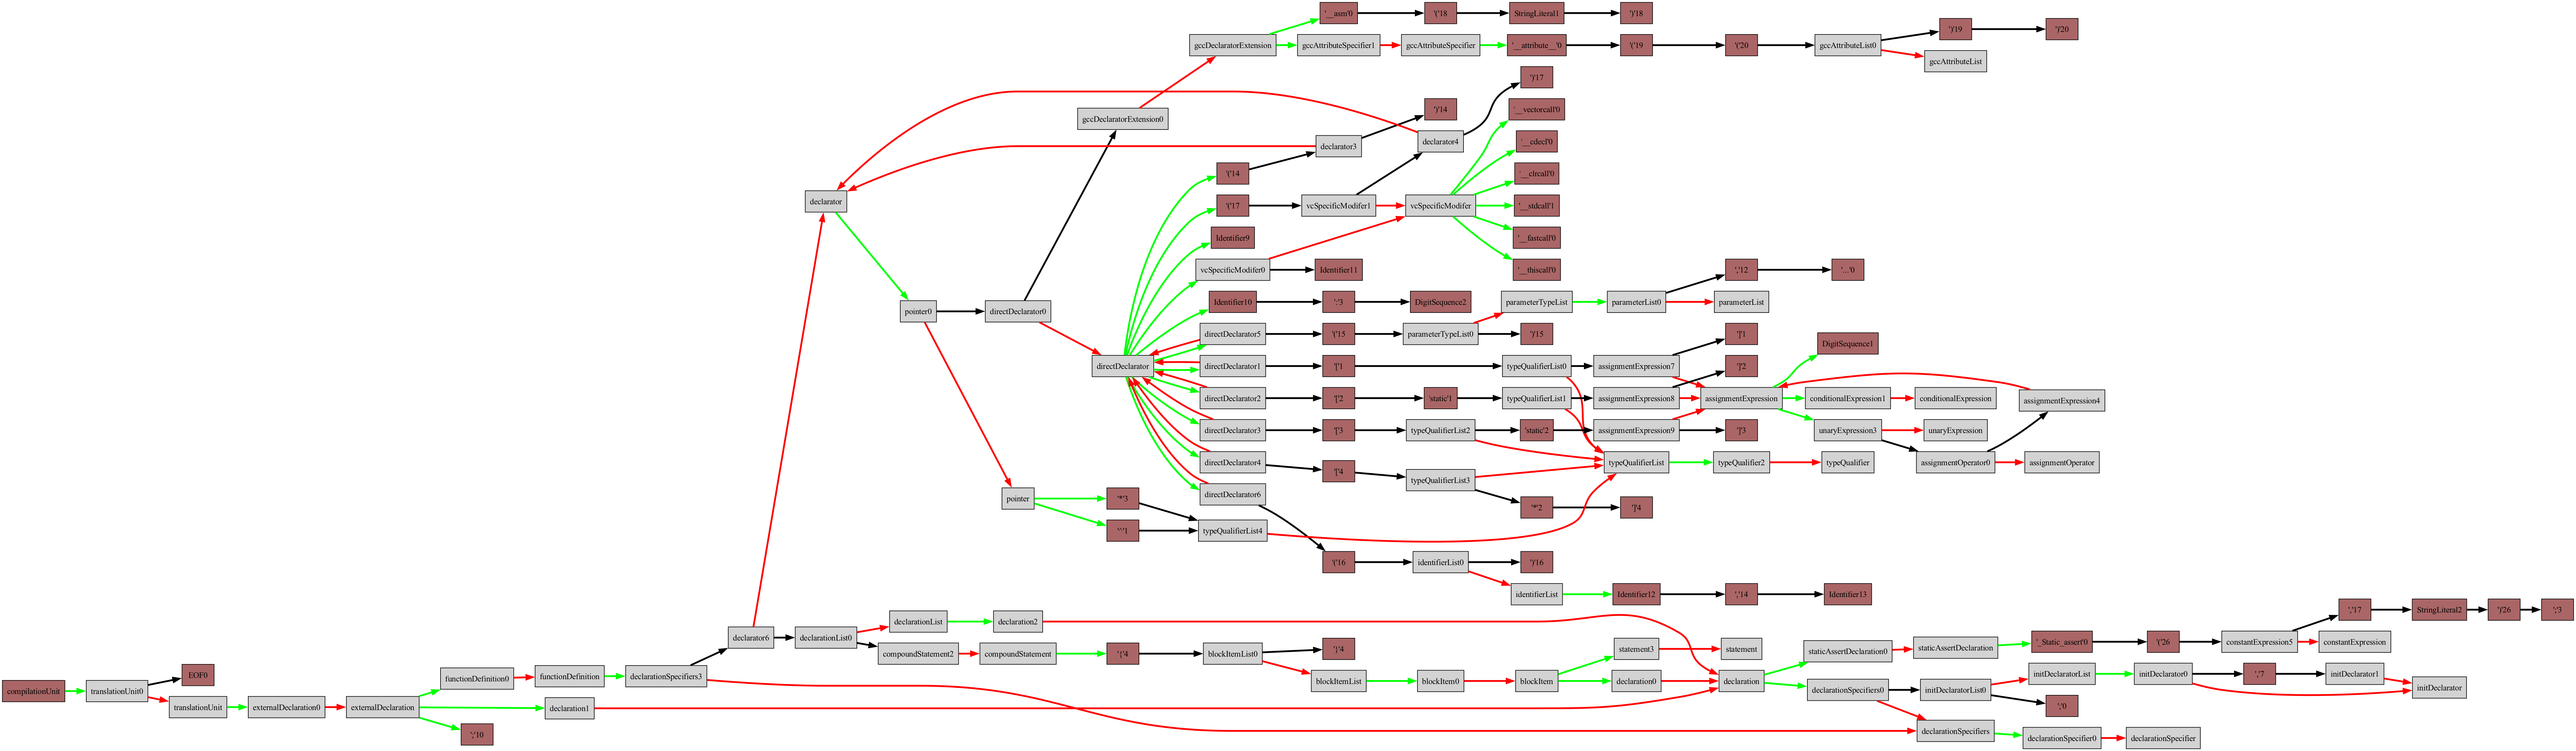 '__asm'0 '('18 StringLiteral1 ')'18
gccDeclaratorExtension gccAttributeSpecifier1 gccAttributeSpecifier '__attribute__'0 '('19 '('20 gccAttributeList0 ')'19 ')'20
gccAttributeList
')'17
'__vectorcall'0
gccDeclaratorExtension0 ')'14
'__cdecl'0
declarator3 declarator4
'('14 '__clrcall'0
declarator '('17 vcSpecificModifer1 vcSpecificModifer '__stdcall'1
Identifier9 '__fastcall'0
vcSpecificModifer0 Identifier11 '__thiscall'0 ','12 '...'0
pointer0 directDeclarator0 Identifier10 ':'3 DigitSequence2 parameterTypeList parameterList0 parameterList
directDeclarator5 '('15 parameterTypeList0 ')'15 ']'1 DigitSequence1
directDeclarator directDeclarator1 '['1 typeQualifierList0 assignmentExpression7 ']'2
directDeclarator2 '['2 'static'1 typeQualifierList1 assignmentExpression8 assignmentExpression conditionalExpression1 conditionalExpression assignmentExpression4
directDeclarator3 '['3 typeQualifierList2 'static'2 assignmentExpression9 ']'3 unaryExpression3 unaryExpression
directDeclarator4 '['4 typeQualifierList3 typeQualifierList typeQualifier2 typeQualifier assignmentOperator0 assignmentOperator
pointer '*'3 directDeclarator6 '*'2 ']'4
'^'1 typeQualifierList4
'('16 identifierList0 ')'16
identifierList Identifier12 ','14 Identifier13
declarationList declaration2 ','17 StringLiteral2 ')'26 ';'3
declarator6 declarationList0 '_Static_assert'0 '('26 constantExpression5 constantExpression
compoundStatement2 compoundStatement '{'4 blockItemList0 '}'4 statement3 statement staticAssertDeclaration0 staticAssertDeclaration
EOF0 functionDefinition0 functionDefinition declarationSpecifiers3 blockItemList blockItem0 blockItem declaration0 declaration initDeclaratorList initDeclarator0 ','7 initDeclarator1 initDeclarator
compilationUnit translationUnit0 declarationSpecifiers0 initDeclaratorList0
translationUnit externalDeclaration0 externalDeclaration declaration1 ';'0
';'10 declarationSpecifiers declarationSpecifier0 declarationSpecifier